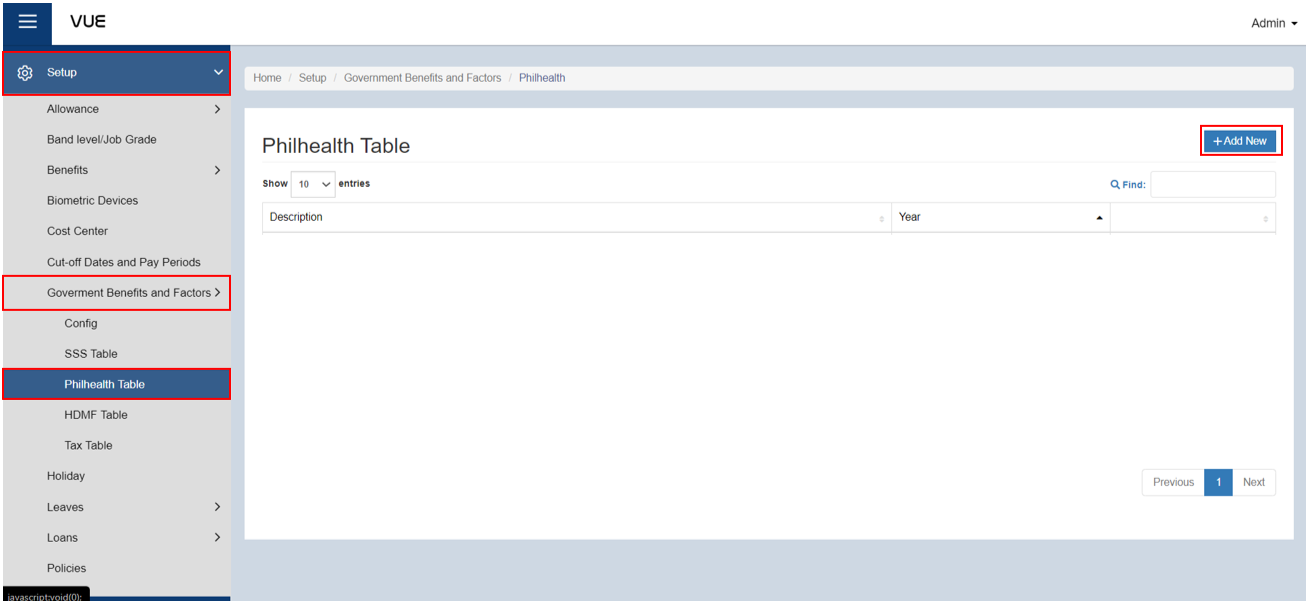 VUE
Admin
Setup
Home / Setup / Government Benefits and Factors / Philhealth
Allowance
Band level/Job Grade
Benefits
Biometric Devices
Cost Center
Cut-off Dates and Pay Periods
Goverment Benefits and Factors
Config
SSS Table
Philhealth Table
HDMF Table
Tax Table
Holiday
Leaves
Loans
Policies
javascript:void(0);
Philhealth Table
+Add New
Show 10 entries
Find:
Description Year
Previous 1 Next